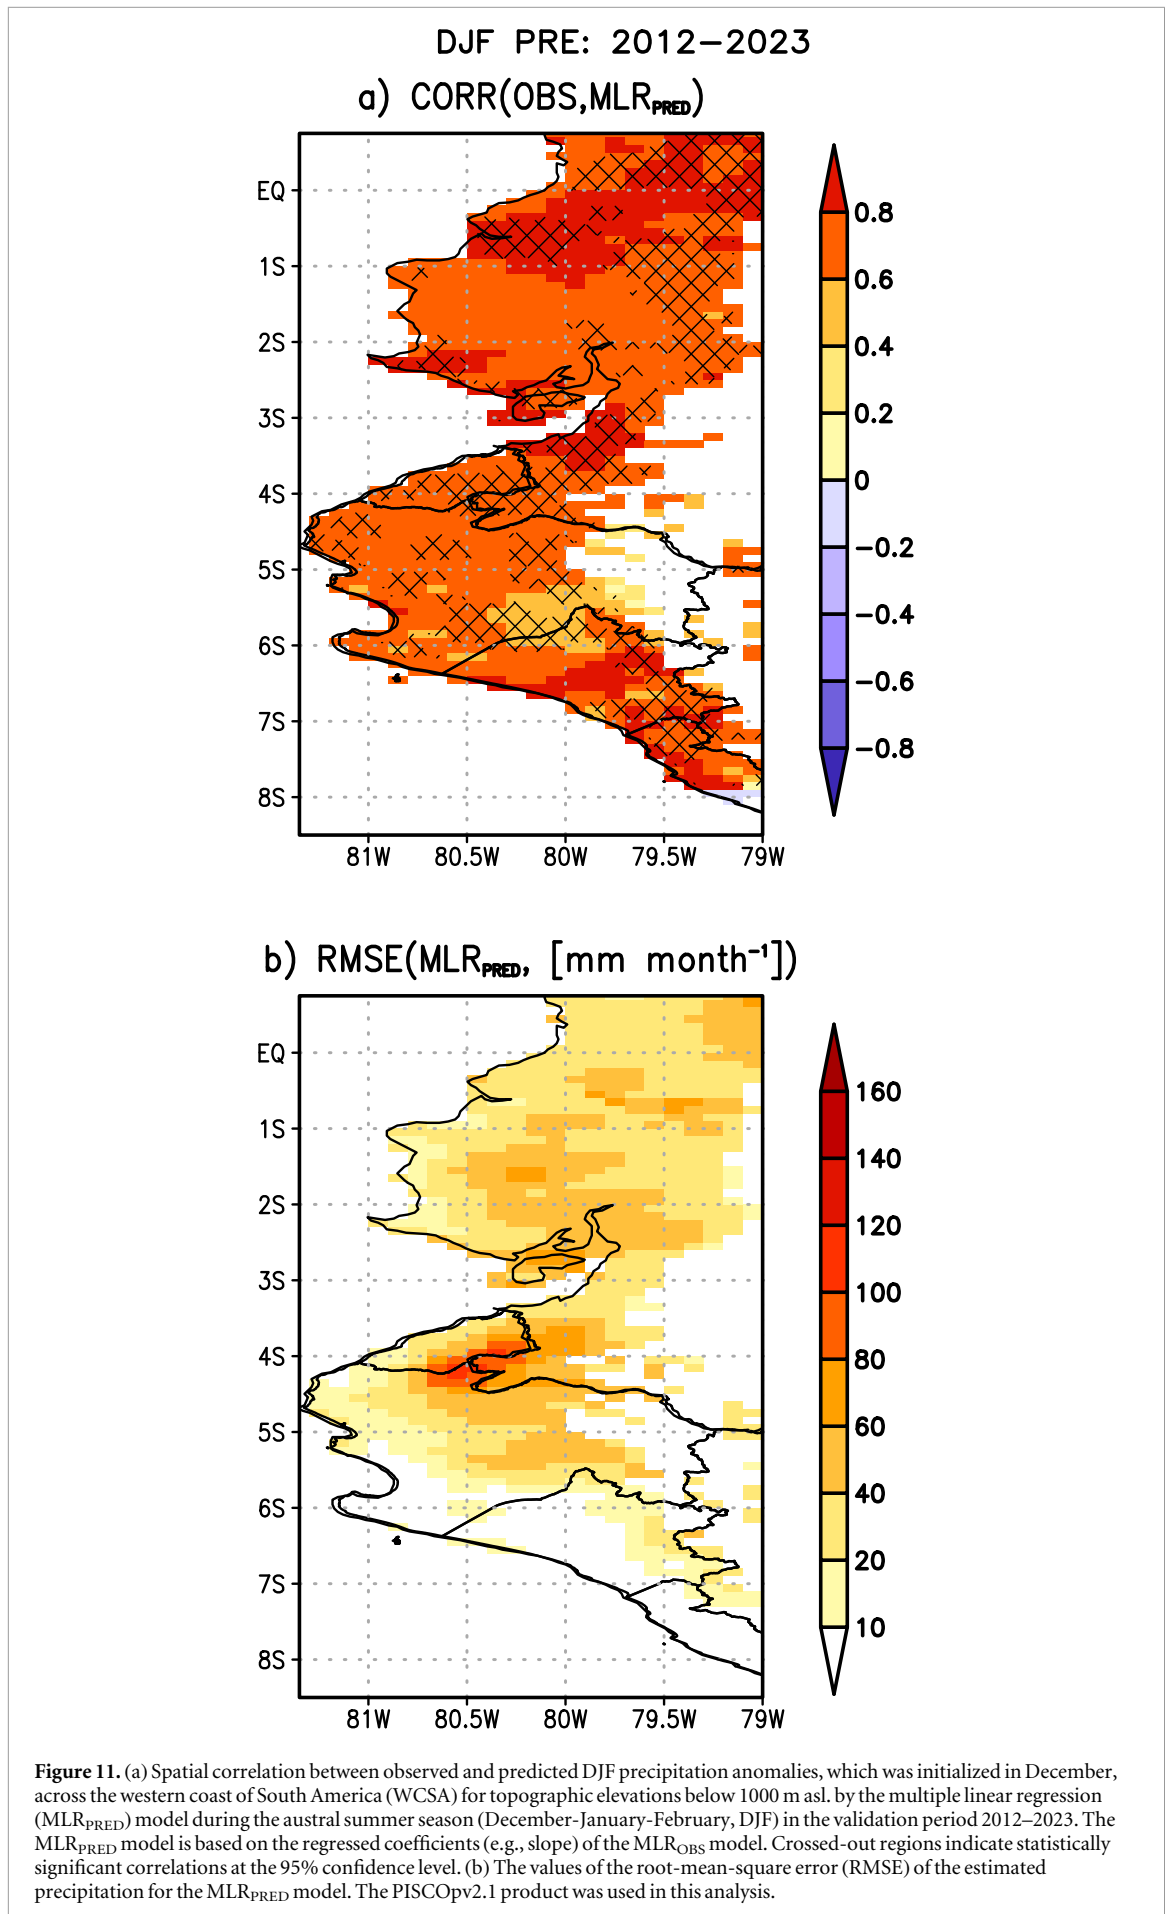 DJF PRE: 2012–2023
a) CORR(OBS,MLR_PRED)
EQ
1S
2S
3S
4S
5S
6S
7S
8S
81W 80.5W 80W 79.5W 79W
0.8
0.6
0.4
0.2
0
−0.2
−0.4
−0.6
−0.8
b) RMSE(MLR_PRED, [mm month⁻¹])
EQ
1S
2S
3S
4S
5S
6S
7S
8S
81W 80.5W 80W 79.5W 79W
160
140
120
100
80
60
40
20
10
Figure 11. (a) Spatial correlation between observed and predicted DJF precipitation anomalies, which was initialized in December,
across the western coast of South America (WCSA) for topographic elevations below 1000 m asl. by the multiple linear regression
(MLR_PRED) model during the austral summer season (December-January-February, DJF) in the validation period 2012–2023. The
MLR_PRED model is based on the regressed coefficients (e.g., slope) of the MLR_OBS model. Crossed-out regions indicate statistically
significant correlations at the 95% confidence level. (b) The values of the root-mean-square error (RMSE) of the estimated
precipitation for the MLR_PRED model. The PISCOpv2.1 product was used in this analysis.